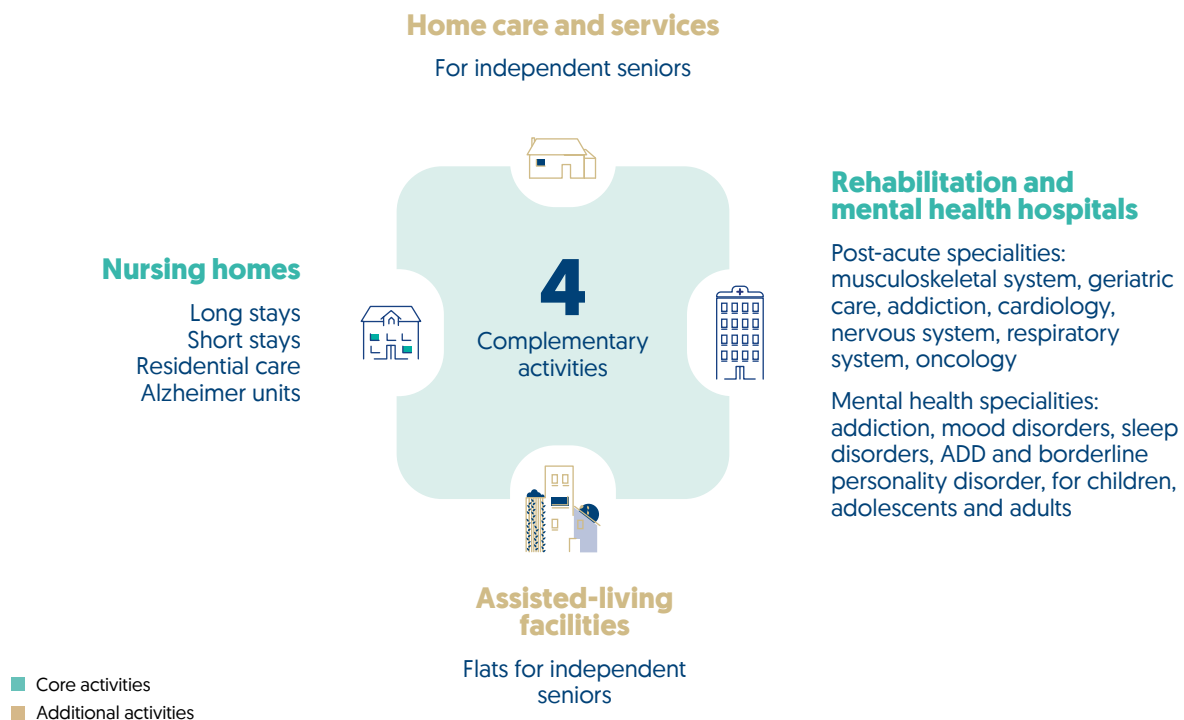 Home care and services
For independent seniors
Nursing homes
Long stays
Short stays
Residential care
Alzheimer units
4
Complementary
activities
Rehabilitation and
mental health hospitals
Post-acute specialities:
musculoskeletal system, geriatric
care, addiction, cardiology,
nervous system, respiratory
system, oncology
Mental health specialities:
addiction, mood disorders, sleep
disorders, ADD and borderline
personality disorder, for children,
adolescents and adults
Assisted-living
facilities
Flats for independent
seniors
Core activities
Additional activities